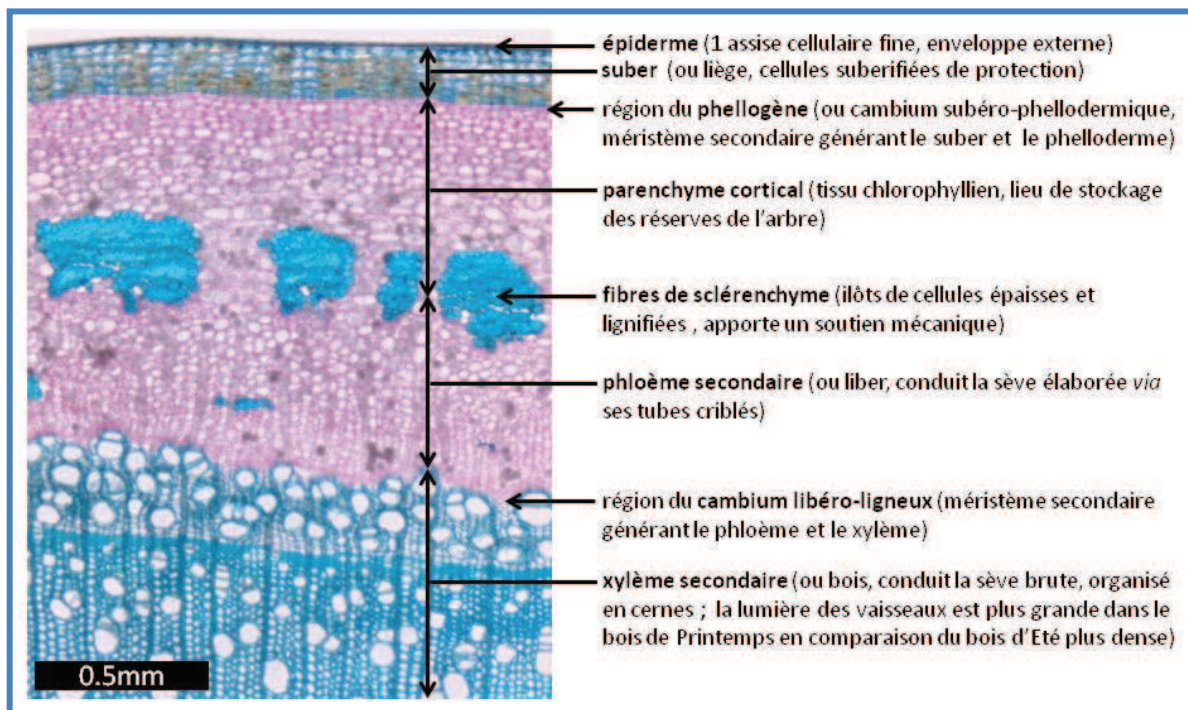 épiderme (1 assise cellulaire fine, enveloppe externe)
suber (ou liège, cellules suberifiées de protection)
région du phellogène (ou cambium subéro-phellodermique,
méristème secondaire générant le suber et le phelloderme)
parenchyme cortical (tissu chlorophyllien, lieu de stockage
des réserves de l'arbre)
fibres de sclérenchyme (ilôts de cellules épaisses et
lignifiées , apporte un soutien mécanique)
phloème secondaire (ou liber, conduit la sève élaborée via
ses tubes criblés)
région du cambium libéro-ligneux (méristème secondaire
générant le phloème et le xylème)
xylème secondaire (ou bois, conduit la sève brute, organisé
en cernes ; la lumière des vaisseaux est plus grande dans le
bois de Printemps en comparaison du bois d'Eté plus dense)
0.5mm